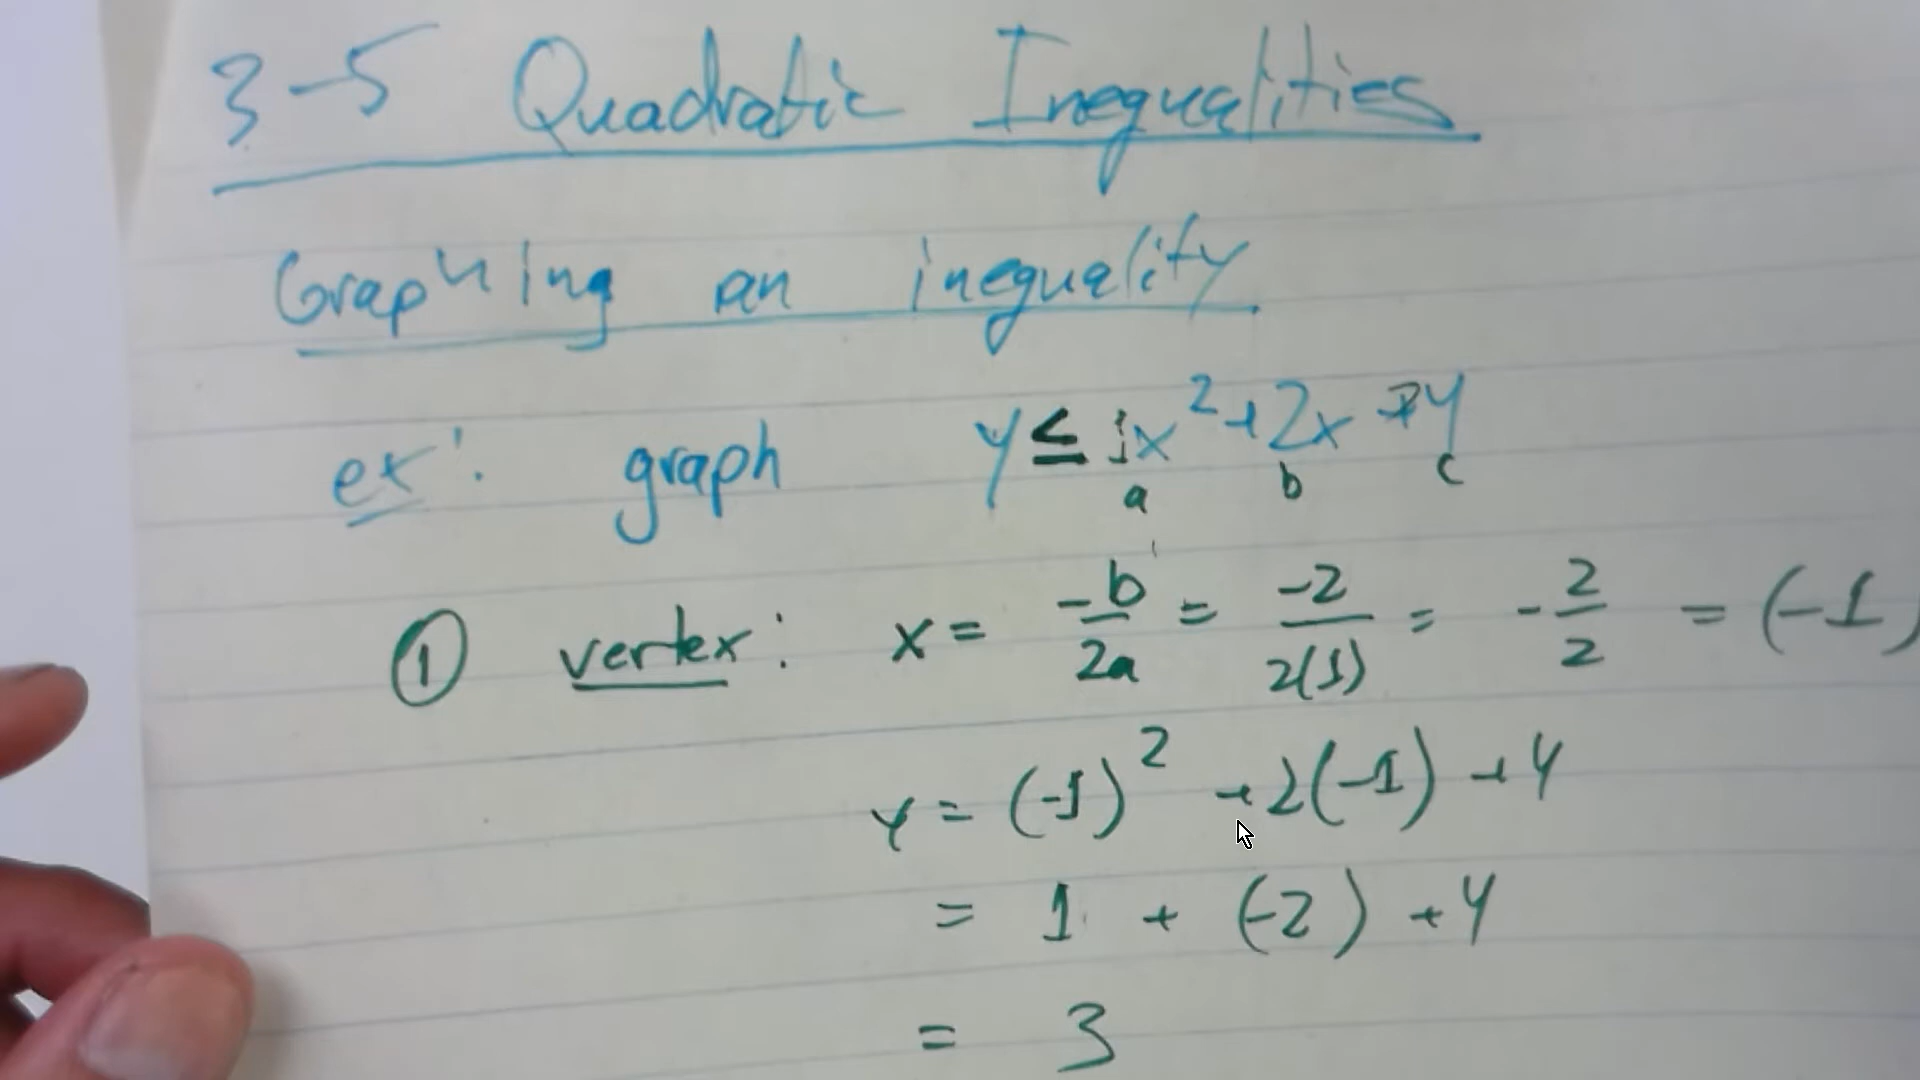 3-5 Quadratic Inequalities
Graphing an inequality
ex: graph y ≤ 1x² + 2x + 4
a b c
① vertex: x = -b/2a = -2/2(1) = -2/2 = (-1)
y = (-1)² + 2(-1) + 4
= 1 + (-2) + 4
= 3